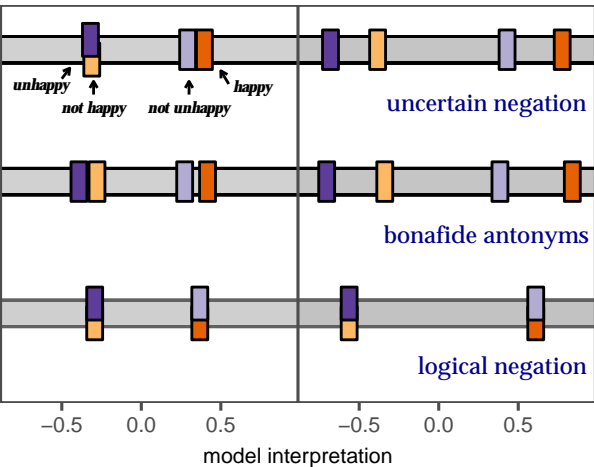 unhappy
happy
not happy
not unhappy
uncertain negation
bonafide antonyms
logical negation
−0.5 0.0 0.5 −0.5 0.0 0.5
model interpretation